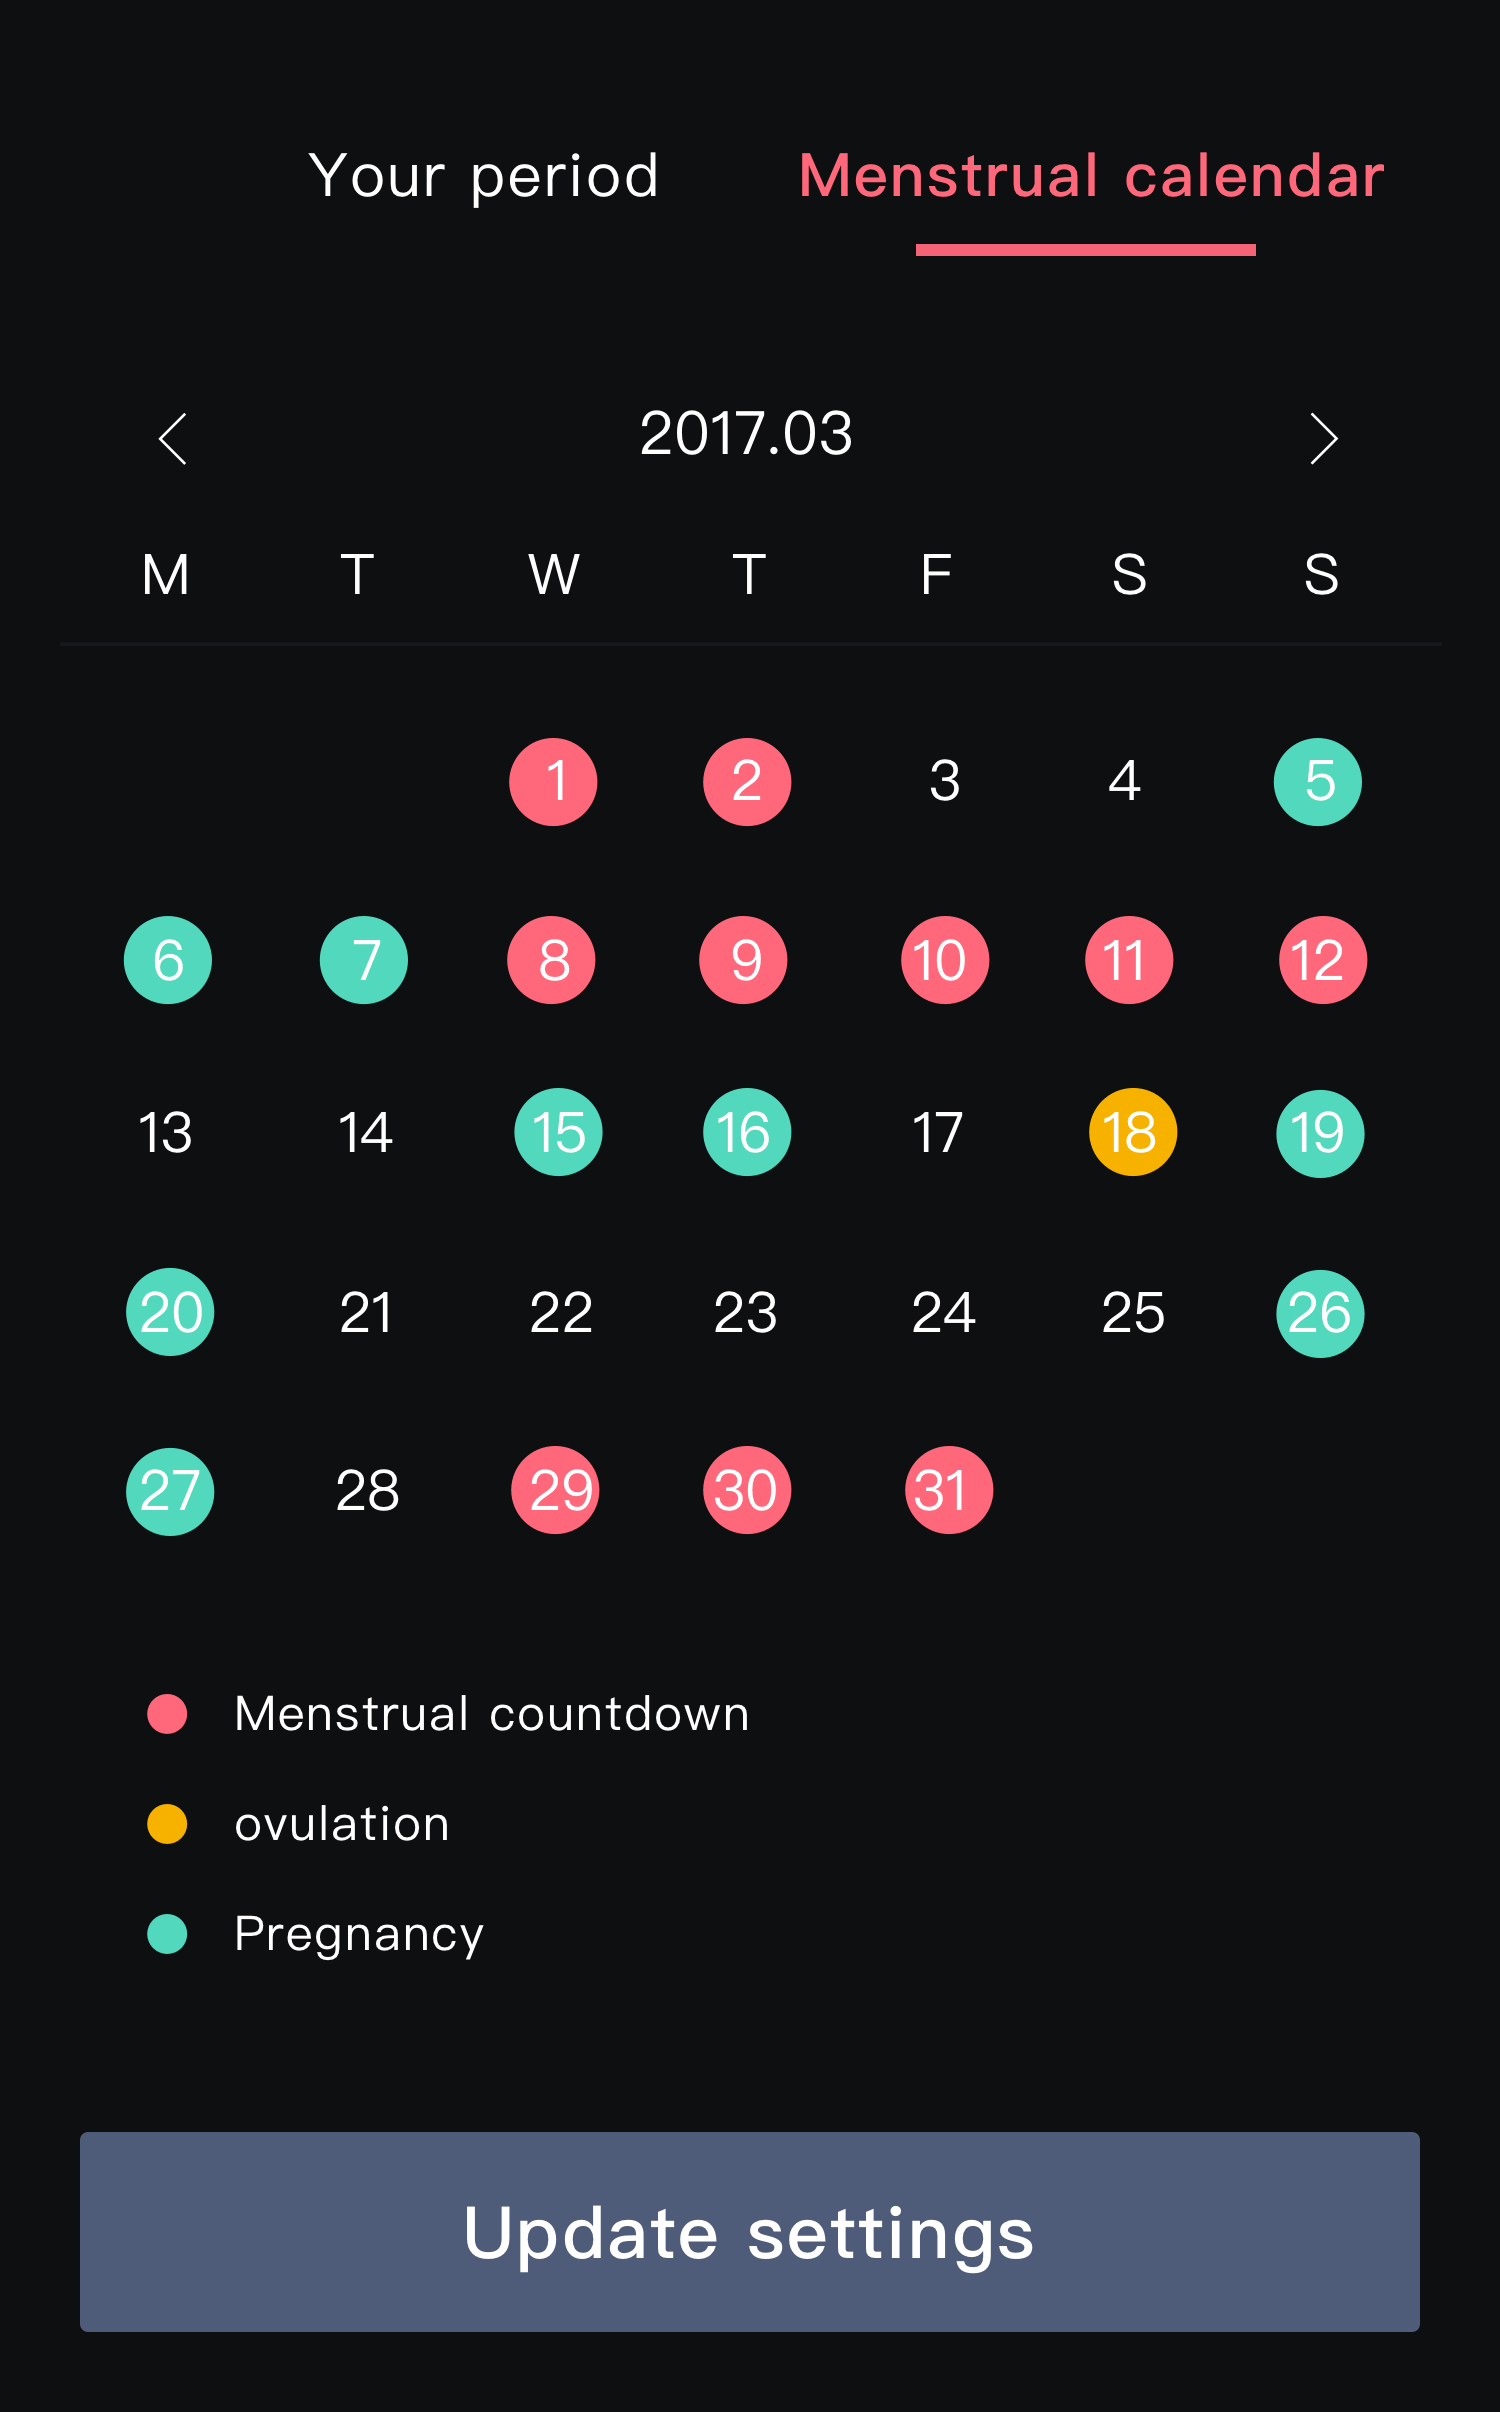 Your period Menstrual calendar
2017.03
M T W T F S S
1 2 3 4 5
6 7 8 9 10 11 12
13 14 15 16 17 18 19
20 21 22 23 24 25 26
27 28 29 30 31
Menstrual countdown
ovulation
Pregnancy
Update settings